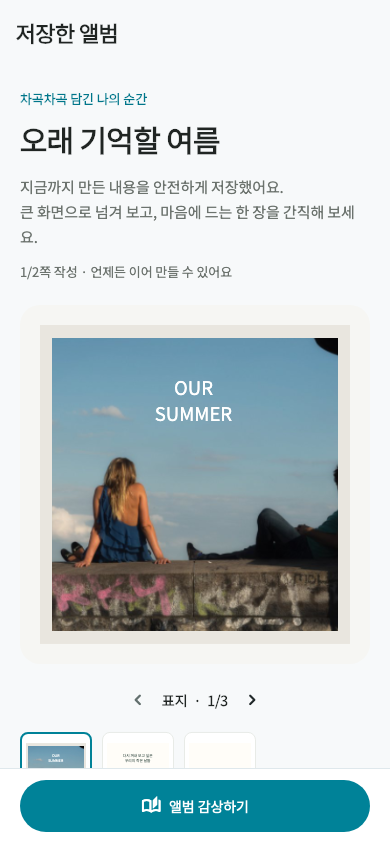 저장한 앨범
차곡차곡 담긴 나의 순간
오래 기억할 여름
지금까지 만든 내용을 안전하게 저장했어요.
큰 화면으로 넘겨 보고, 마음에 드는 한 장을 간직해 보세
요.
1/2쪽 작성 · 언제든 이어 만들 수 있어요
OUR
SUMMER
표지 · 1/3
OUR
SUMMER
앨범 감상하기